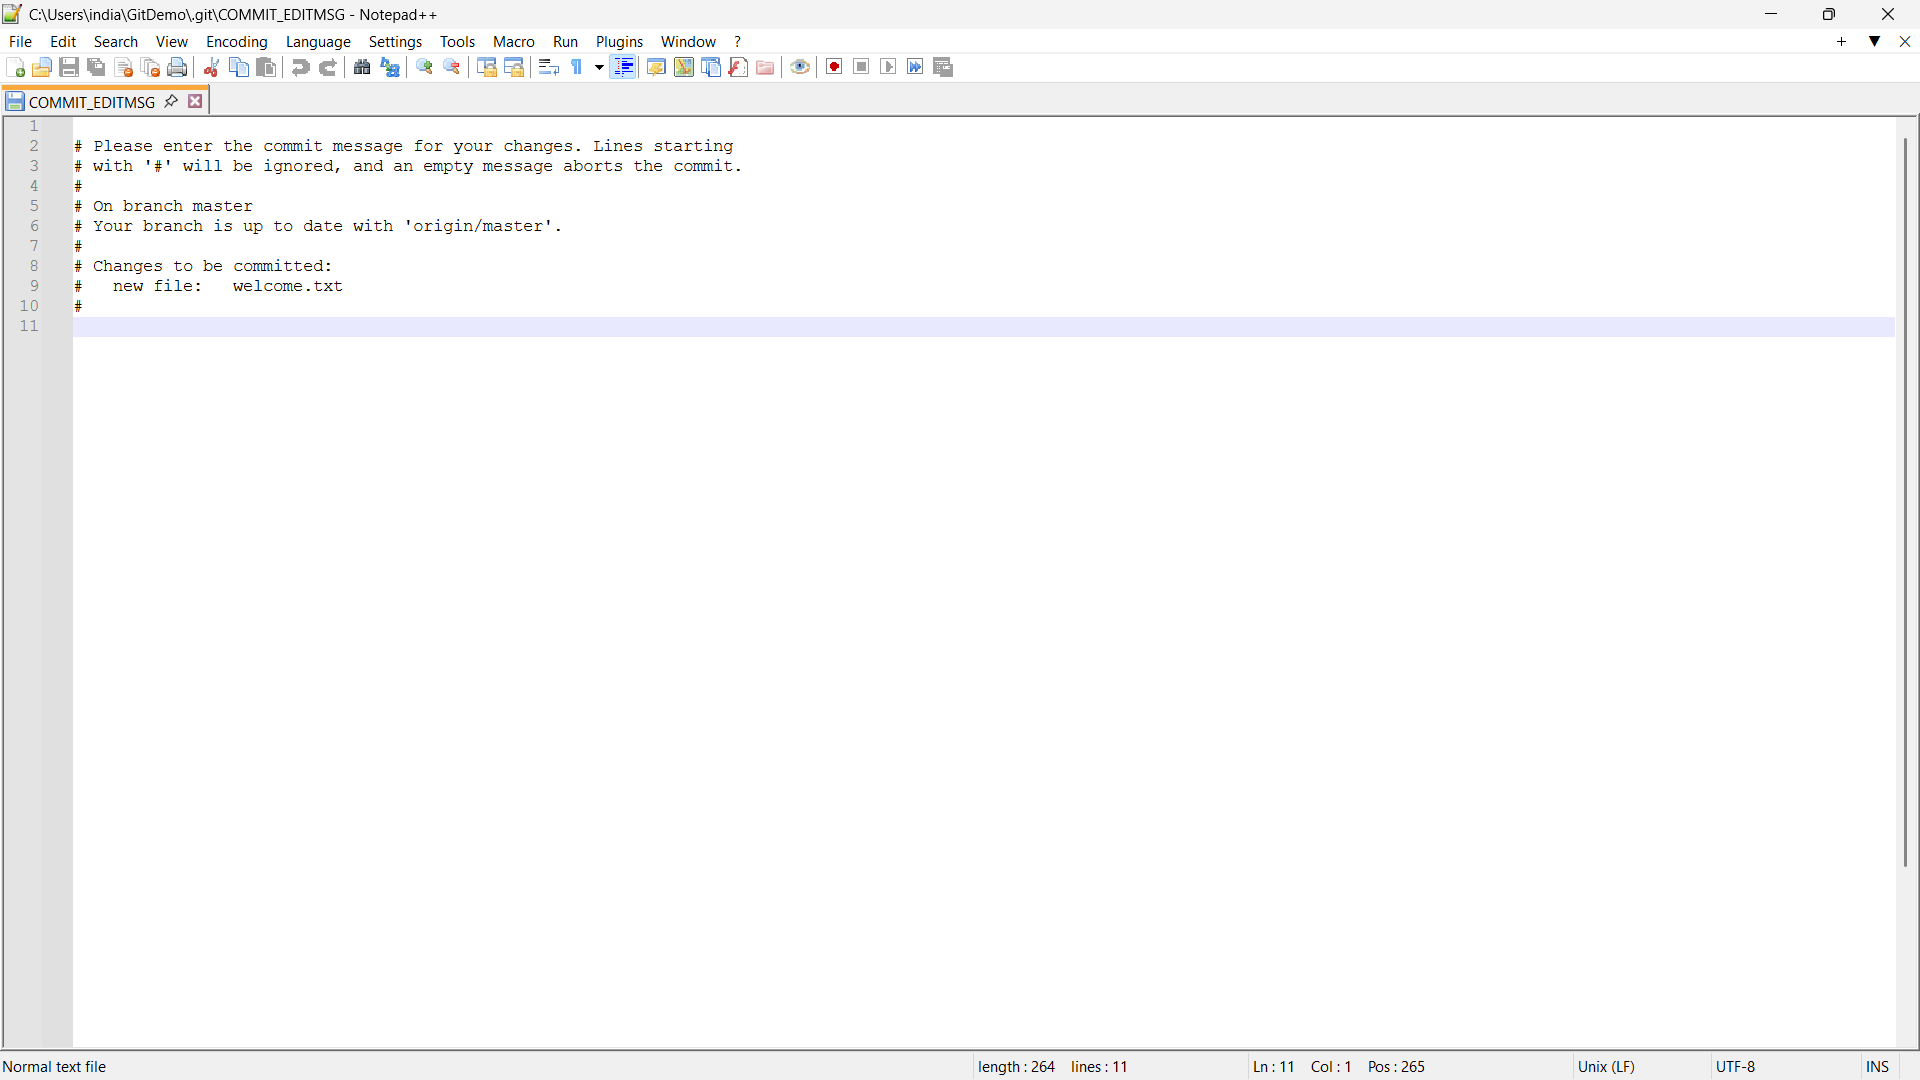 C:\Users\india\GitDemo\.git\COMMIT_EDITMSG - Notepad++
File Edit Search View Encoding Language Settings Tools Macro Run Plugins Window ?
COMMIT_EDITMSG
1
2 # Please enter the commit message for your changes. Lines starting
3 # with '#' will be ignored, and an empty message aborts the commit.
4 #
5 # On branch master
6 # Your branch is up to date with 'origin/master'.
7 #
8 # Changes to be committed:
9 #   new file:   welcome.txt
10 #
11
Normal text file length : 264 lines : 11 Ln : 11 Col : 1 Pos : 265 Unix (LF) UTF-8 INS